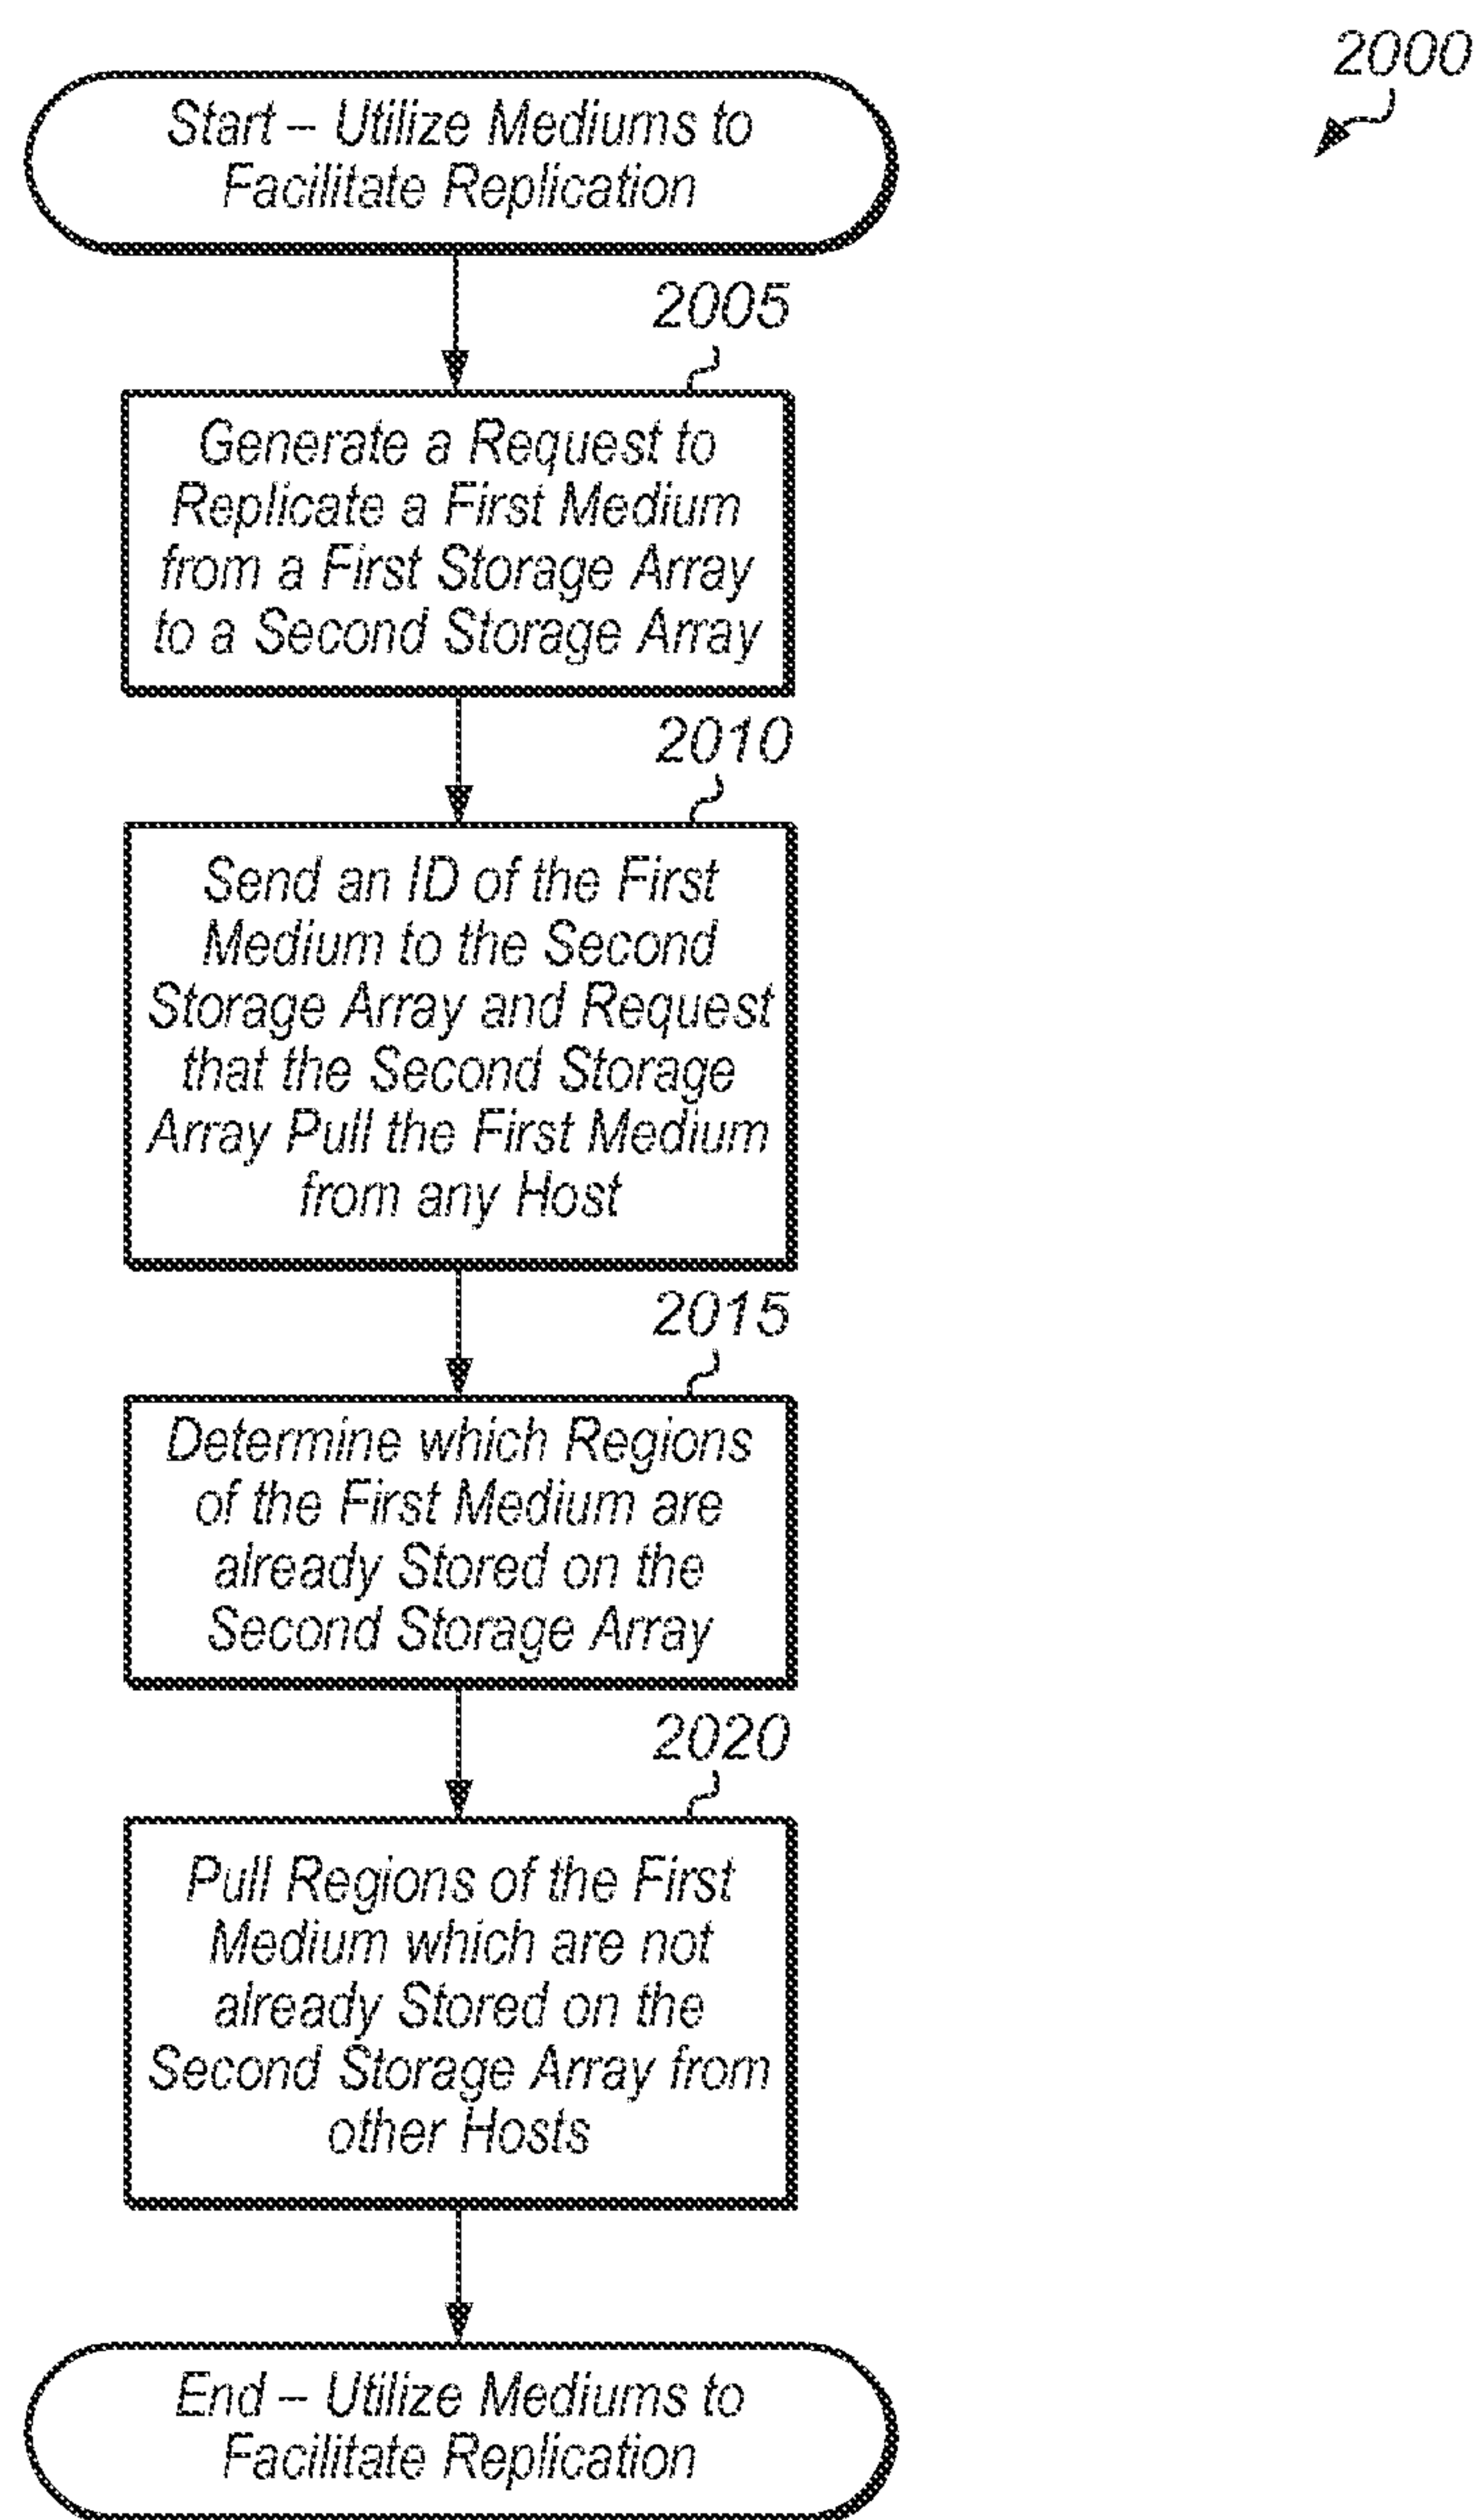 2000
Start – Utilize Mediums to
Facilitate Replication
2005
Generate a Request to
Replicate a First Medium
from a First Storage Array
to a Second Storage Array
2010
Send an ID of the First
Medium to the Second
Storage Array and Request
that the Second Storage
Array Pull the First Medium
from any Host
2015
Determine which Regions
of the First Medium are
already Stored on the
Second Storage Array
2020
Pull Regions of the First
Medium which are not
already Stored on the
Second Storage Array from
other Hosts
End – Utilize Mediums to
Facilitate Replication